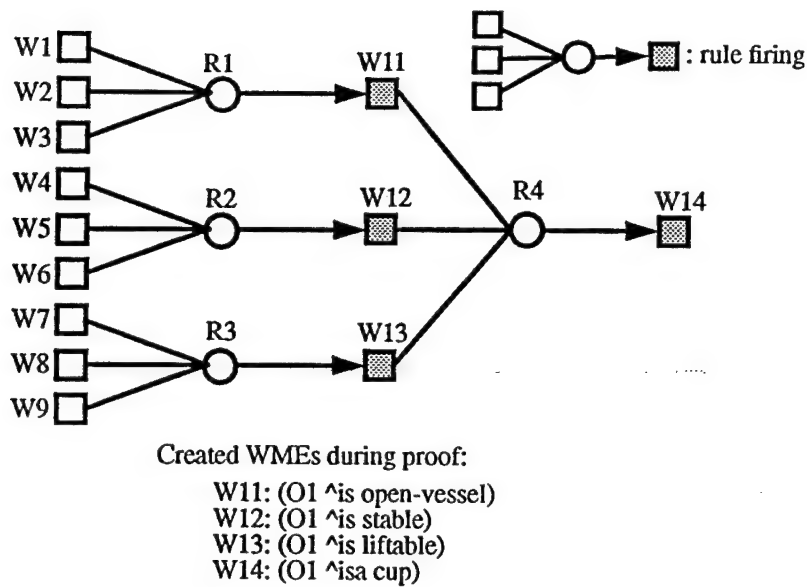 W1
W2
W3
W4
W5
W6
W7
W8
W9
R1
R2
R3
W11
W12
W13
R4
W14
: rule firing
Created WMEs during proof:
W11: (O1 ^is open-vessel)
W12: (O1 ^is stable)
W13: (O1 ^is liftable)
W14: (O1 ^isa cup)